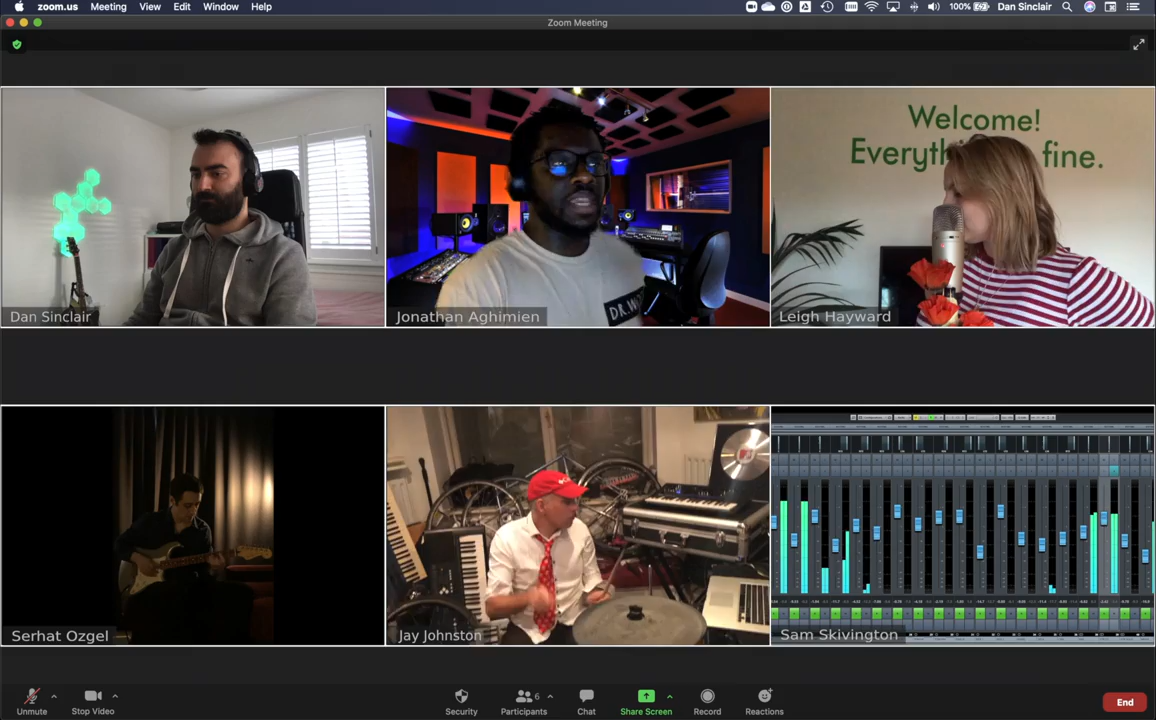 zoom.us Meeting View Edit Window Help
100% Dan Sinclair
Zoom Meeting
Welcome!
Everyth fine.
DR.M
Dan Sinclair
Jonathan Aghimien
Leigh Hayward
Serhat Ozgel
Jay Johnston
Sam Skivington
6
Unmute Stop Video Security Participants Chat Share Screen Record Reactions End